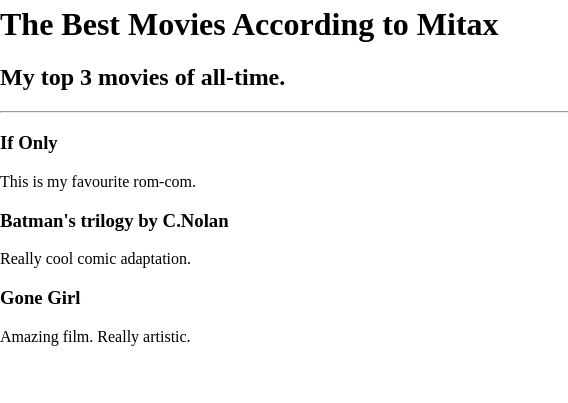 The Best Movies According to Mitax
My top 3 movies of all-time.
If Only
This is my favourite rom-com.
Batman's trilogy by C.Nolan
Really cool comic adaptation.
Gone Girl
Amazing film. Really artistic.